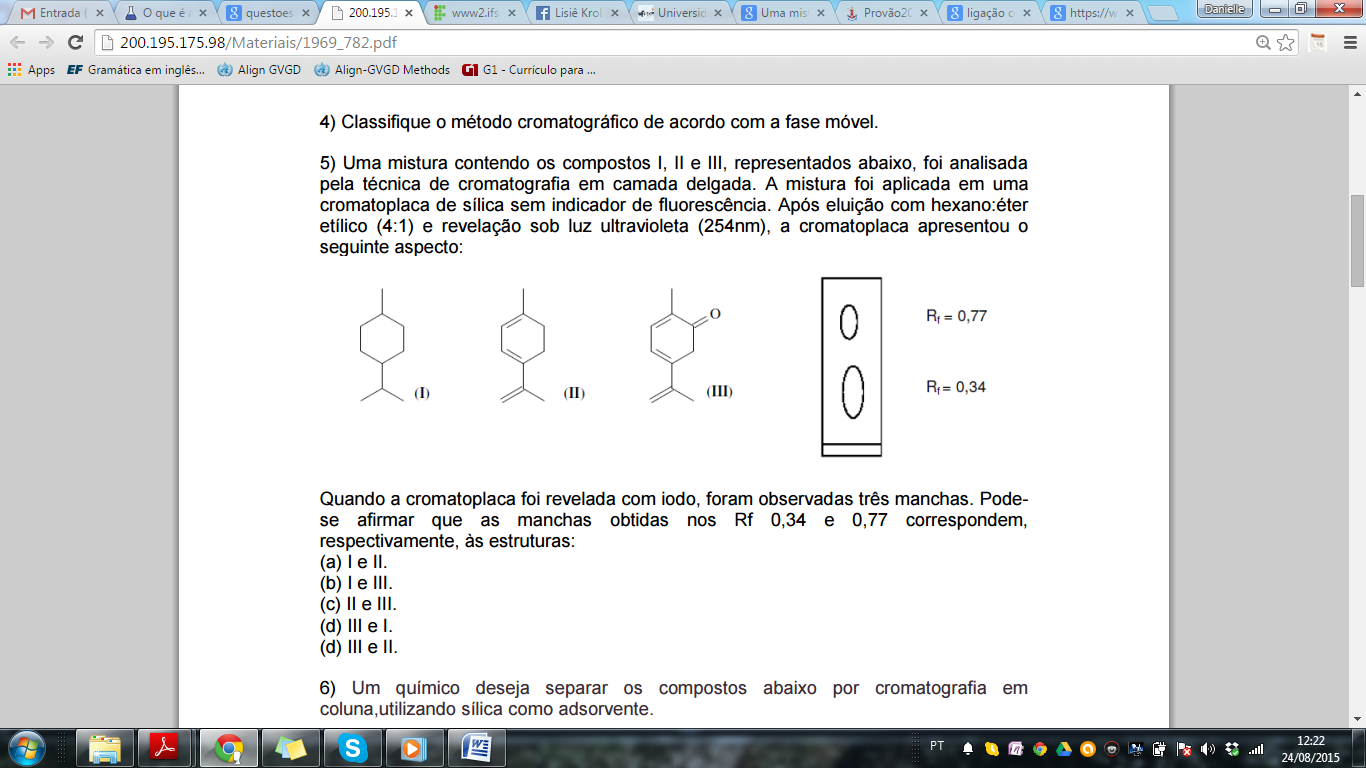 Entrada (
O que é
questoes
200.195.1
www2.ifs
Lisiê Krol
Universid
Uma mis
Provão20
ligação c
https://w
Danielle
200.195.175.98/Materiais/1969_782.pdf
Apps
EF Gramática em inglês...
Align GVGD
Align-GVGD Methods
G1 - Currículo para ...
4) Classifique o método cromatográfico de acordo com a fase móvel.
5) Uma mistura contendo os compostos I, II e III, representados abaixo, foi analisada
pela técnica de cromatografia em camada delgada. A mistura foi aplicada em uma
cromatoplaca de sílica sem indicador de fluorescência. Após eluição com hexano:éter
etílico (4:1) e revelação sob luz ultravioleta (254nm), a cromatoplaca apresentou o
seguinte aspecto:
O
(I)
(II)
(III)
Rf = 0,77
Rf = 0,34
Quando a cromatoplaca foi revelada com iodo, foram observadas três manchas. Pode-
se afirmar que as manchas obtidas nos Rf 0,34 e 0,77 correspondem,
respectivamente, às estruturas:
(a) I e II.
(b) I e III.
(c) II e III.
(d) III e I.
(d) III e II.
6) Um químico deseja separar os compostos abaixo por cromatografia em
coluna,utilizando sílica como adsorvente.
PT
12:22
24/08/2015